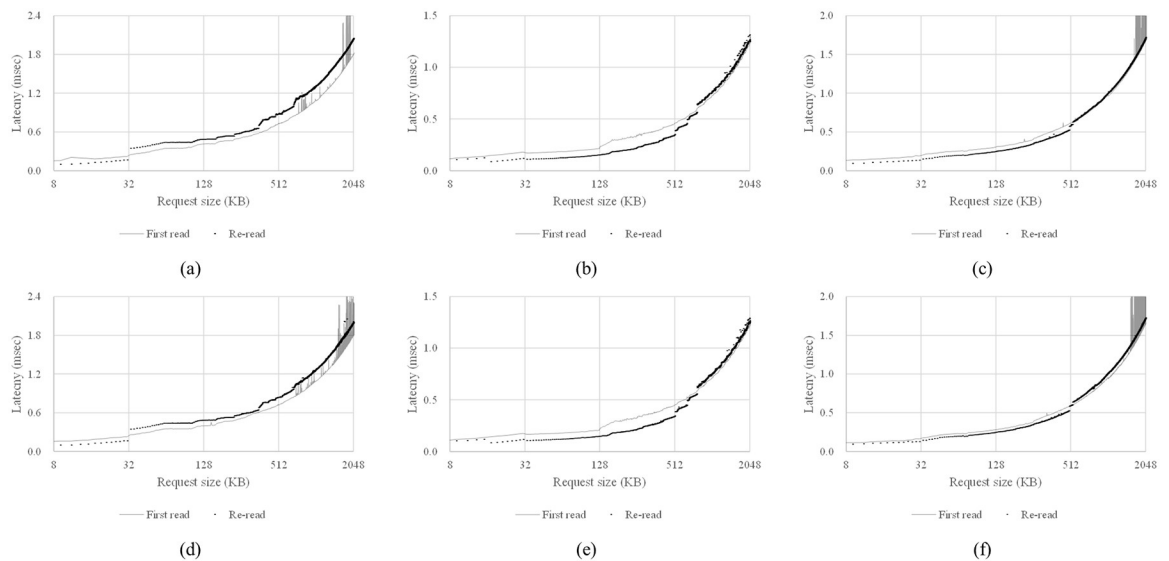 2.4
1.8
1.2
0.6
0.0
Latecny (msec)
8 32 128 512 2048
Request size (KB)
First read Re-read
(a)
1.5
1.0
0.5
0.0
Latecny (msec)
8 32 128 512 2048
Request size (KB)
First read Re-read
(b)
2.0
1.5
1.0
0.5
0.0
Latecny (msec)
8 32 128 512 2048
Request size (KB)
First read Re-read
(c)
2.4
1.8
1.2
0.6
0.0
Latecny (msec)
8 32 128 512 2048
Request size (KB)
First read Re-read
(d)
1.5
1.0
0.5
0.0
Latecny (msec)
8 32 128 512 2048
Request size (KB)
First read Re-read
(e)
2.0
1.5
1.0
0.5
0.0
Latecny (msec)
8 32 128 512 2048
Request size (KB)
First read Re-read
(f)